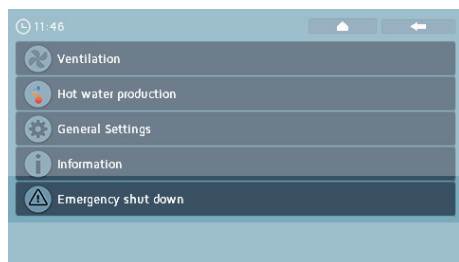 11:46
Ventilation
Hot water production
General Settings
Information
Emergency shut down